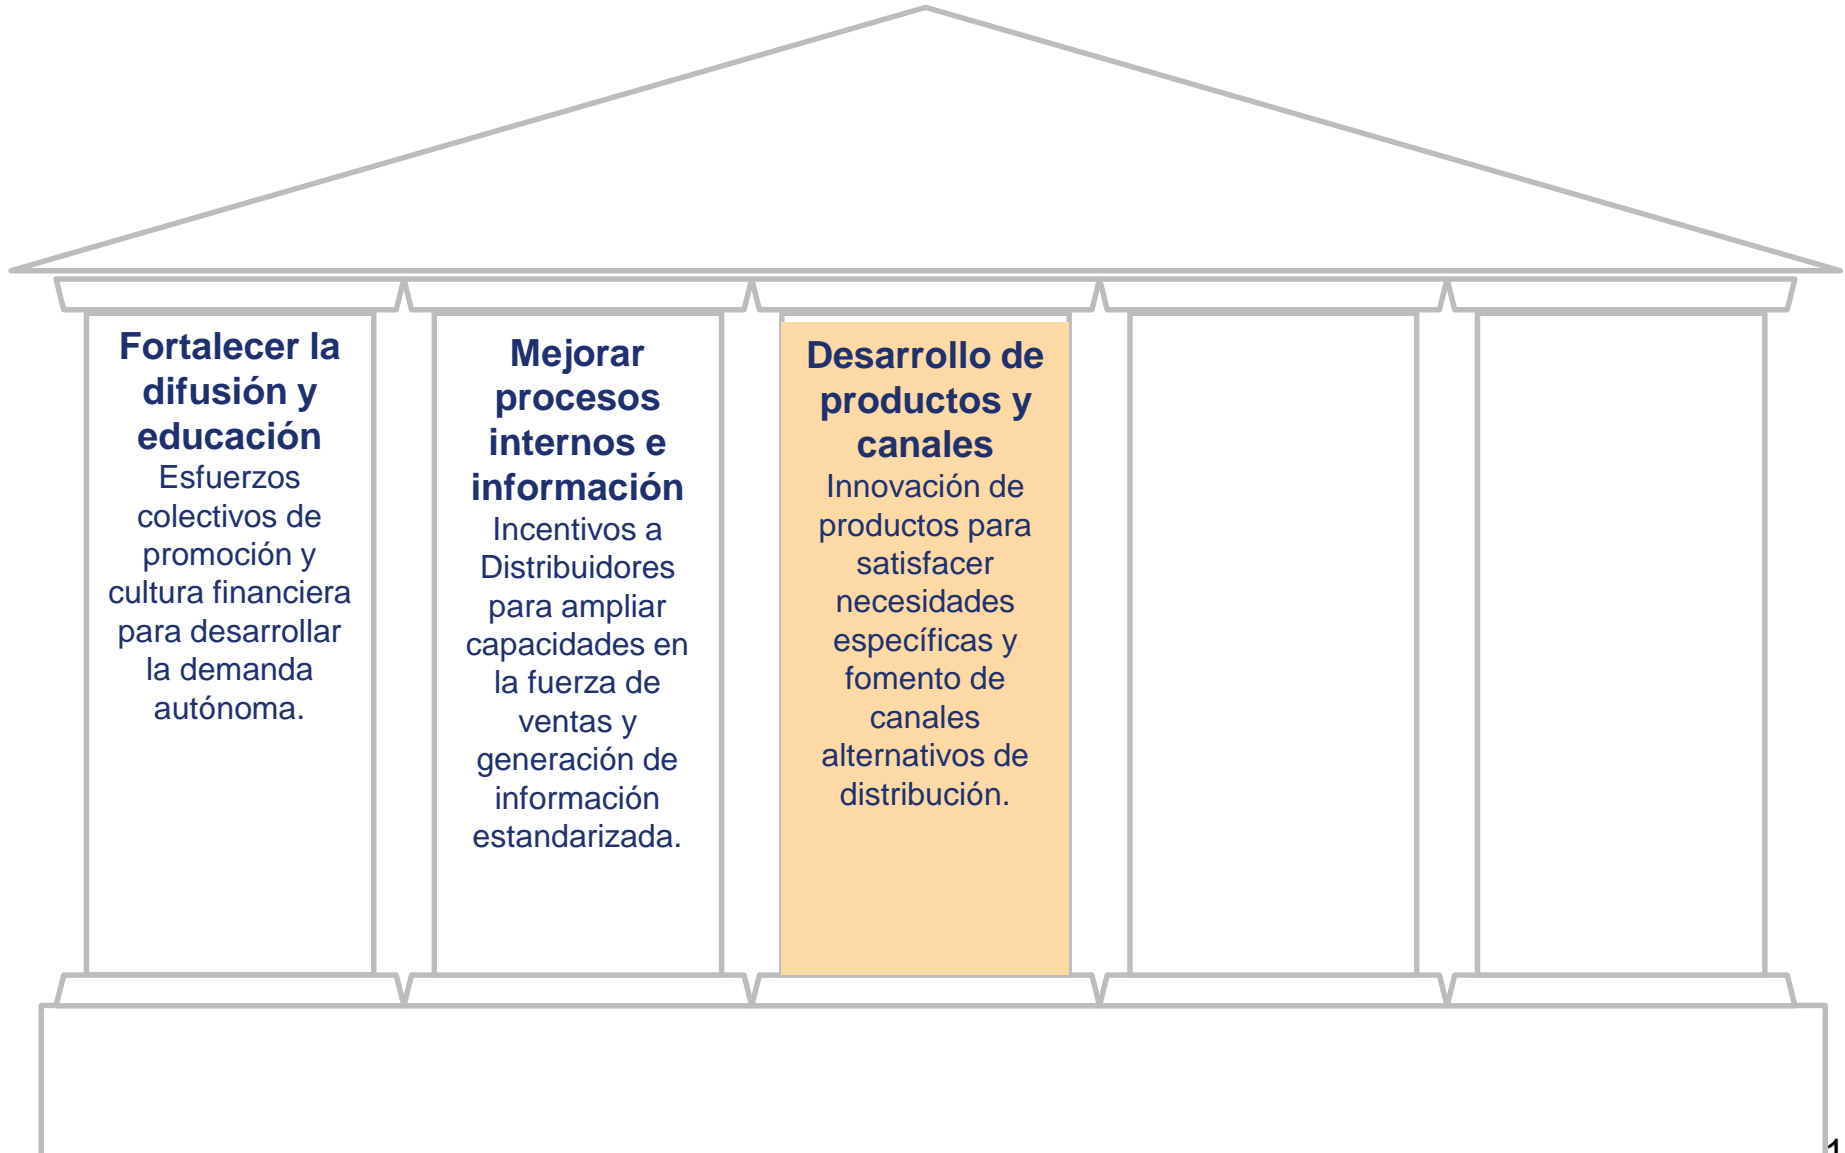 Fortalecer la
difusión y
educación
Esfuerzos
colectivos de
promoción y
cultura financiera
para desarrollar
la demanda
autónoma.
Mejorar
procesos
internos e
información
Incentivos a
Distribuidores
para ampliar
capacidades en
la fuerza de
ventas y
generación de
información
estandarizada.
Desarrollo de
productos y
canales
Innovación de
productos para
satisfacer
necesidades
específicas y
fomento de
canales
alternativos de
distribución.
1